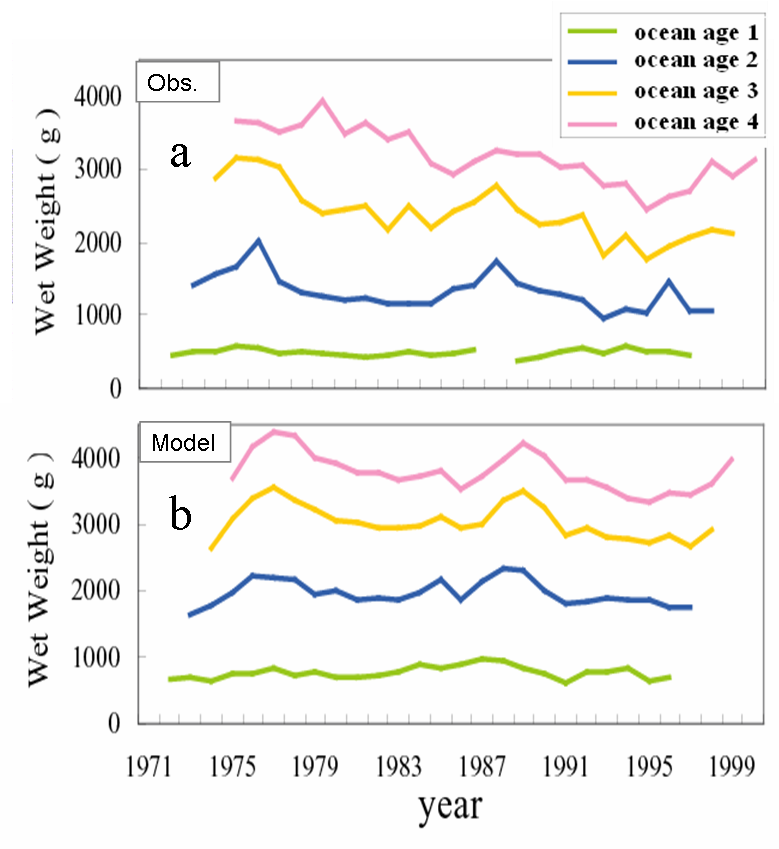 ocean age 1
ocean age 2
ocean age 3
ocean age 4
Obs.
a
Wet Weight ( g )
4000
3000
2000
1000
0
Model
b
Wet Weight ( g )
4000
3000
2000
1000
0
1971 1975 1979 1983 1987 1991 1995 1999
year